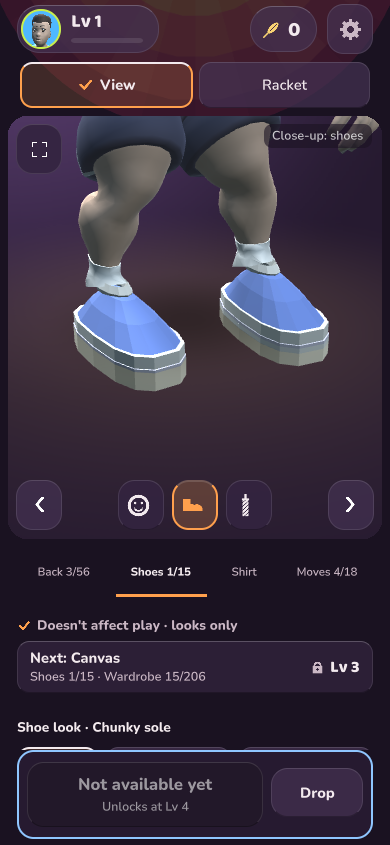 Lv 1
0
View
Racket
Close-up: shoes
Back 3/56
Shoes 1/15
Shirt
Moves 4/18
Doesn't affect play · looks only
Next: Canvas
Shoes 1/15 · Wardrobe 15/206
Lv 3
Shoe look · Chunky sole
Not available yet
Unlocks at Lv 4
Drop